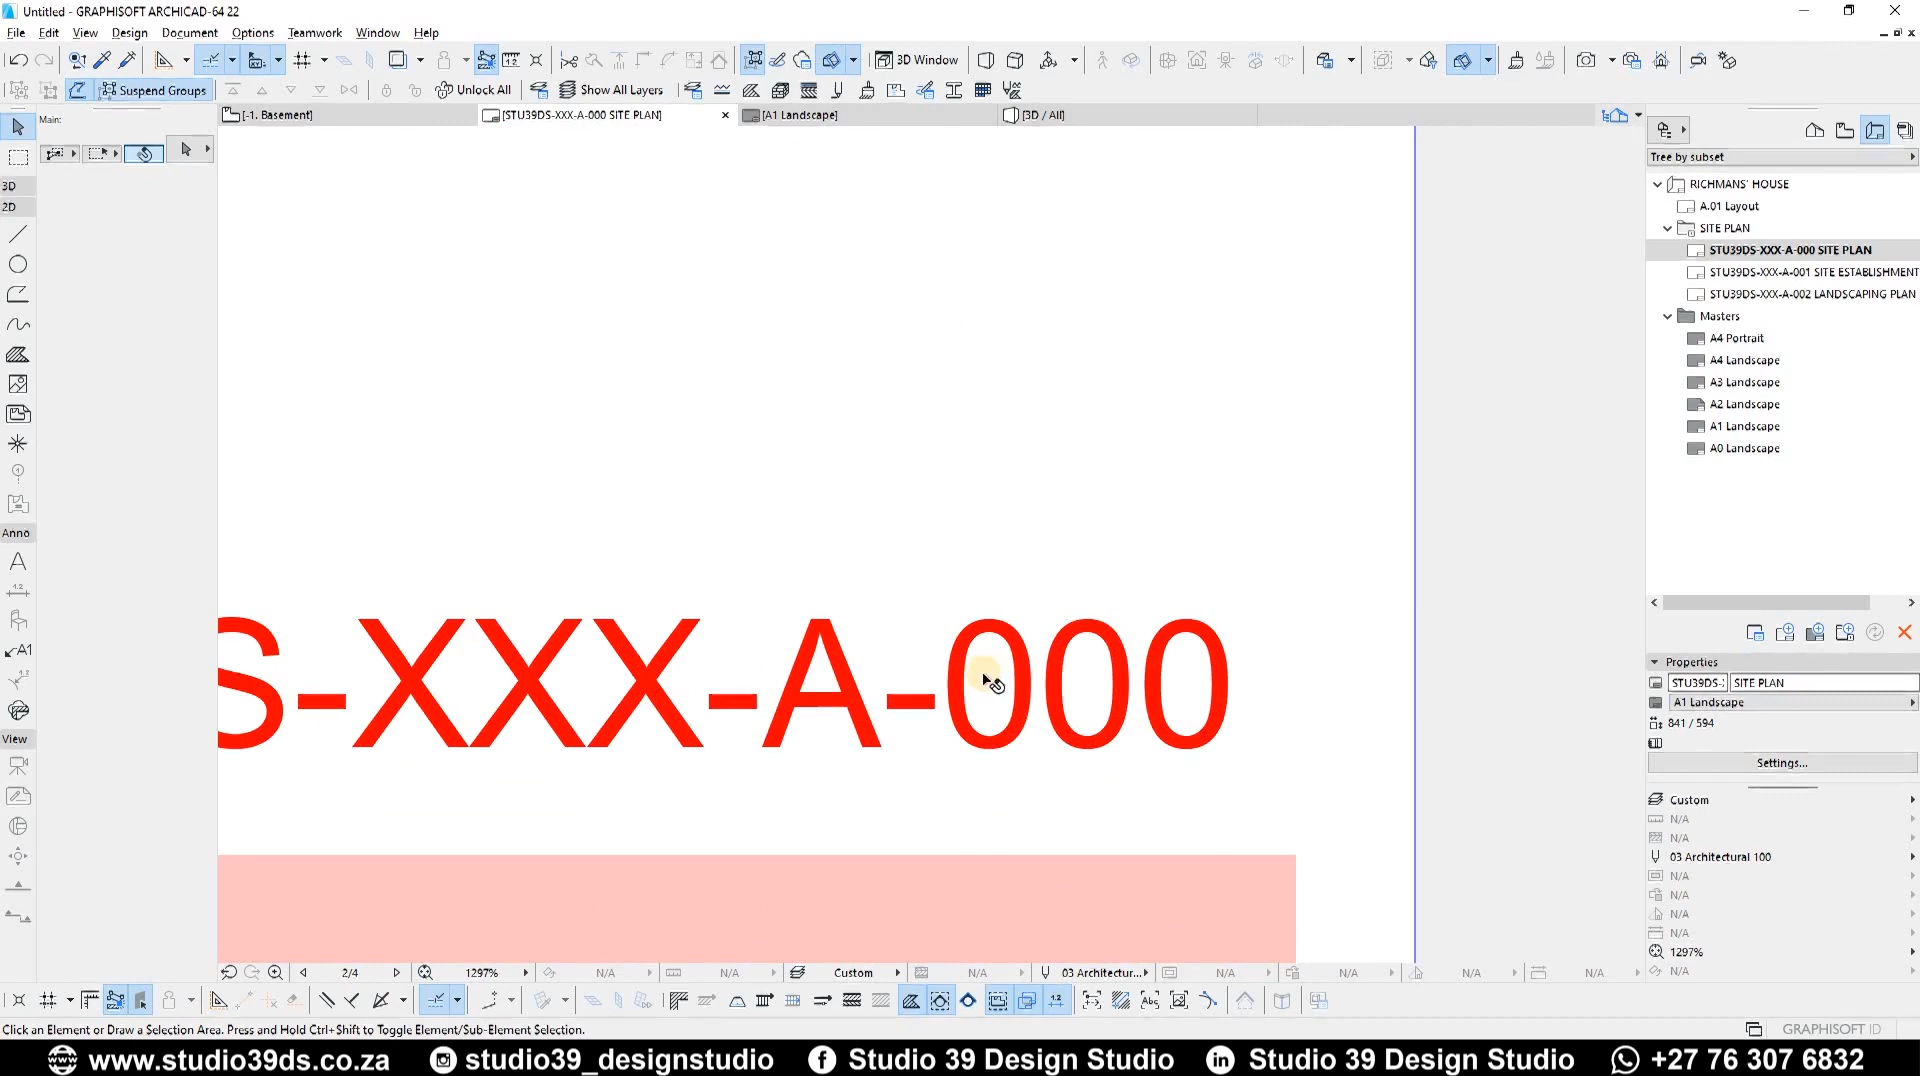 Untitled - GRAPHISOFT ARCHICAD-64 22
File Edit View Design Document Options Teamwork Window Help
3D Window
Suspend Groups
Unlock All
Show All Layers
[-1. Basement]
[STU39DS-XXX-A-000 SITE PLAN]
[A1 Landscape]
[3D / All]
Main:
3D
2D
Anno
View
Tree by subset
RICHMANS' HOUSE
A.01 Layout
SITE PLAN
STU39DS-XXX-A-000 SITE PLAN
STU39DS-XXX-A-001 SITE ESTABLISHMENT
STU39DS-XXX-A-002 LANDSCAPING PLAN
Masters
A4 Portrait
A4 Landscape
A3 Landscape
A2 Landscape
A1 Landscape
A0 Landscape
S-XXX-A-000
Properties
STU39DS-: SITE PLAN
A1 Landscape
841 / 594
Settings...
Custom
N/A
N/A
03 Architectural 100
N/A
N/A
N/A
N/A
1297%
N/A
2/4 1297% N/A N/A Custom N/A 03 Architectur... N/A N/A N/A N/A
Click an Element or Draw a Selection Area. Press and Hold Ctrl+Shift to Toggle Element/Sub-Element Selection.
GRAPHISOFT ID
www.studio39ds.co.za studio39_designstudio Studio 39 Design Studio Studio 39 Design Studio +27 76 307 6832